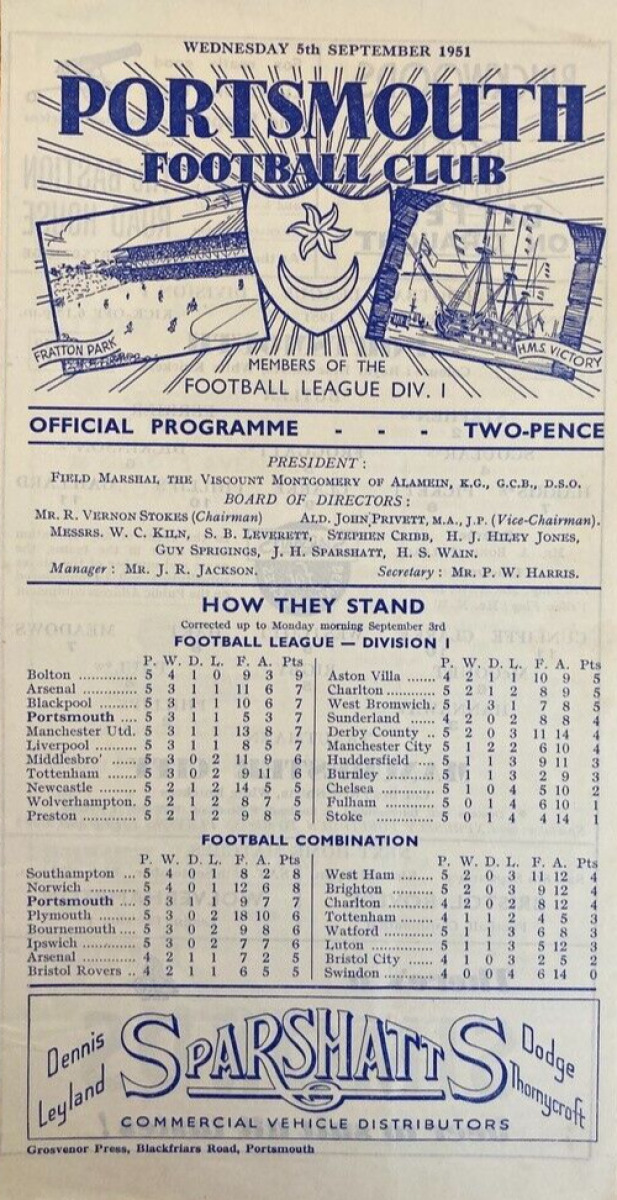 WEDNESDAY 5th SEPTEMBER 1951
PORTSMOUTH
FOOTBALL CLUB
FRATTON PARK
H.M.S. VICTORY
MEMBERS OF THE
FOOTBALL LEAGUE DIV. I
OFFICIAL PROGRAMME - - - TWO-PENCE
PRESIDENT :
FIELD MARSHAL THE VISCOUNT MONTGOMERY OF ALAMEIN, K.G., G.C.B., D.S.O.
BOARD OF DIRECTORS :
MR. R. VERNON STOKES (Chairman) ALD. JOHN PRIVETT, M.A., J.P. (Vice-Chairman).
MESSRS. W. C. KILN, S. B. LEVERETT, STEPHEN CRIBB, H. J. HILEY JONES,
GUY SPRIGINGS, J. H. SPARSHATT, H. S. WAIN.
Manager : MR. J. R. JACKSON. Secretary : MR. P. W. HARRIS.
HOW THEY STAND
Corrected up to Monday morning September 3rd
FOOTBALL LEAGUE — DIVISION I
P. W. D. L. F. A. Pts
Bolton ............. 5 4 1 0 9 3 9
Arsenal ............ 5 3 1 1 11 6 7
Blackpool .......... 5 3 1 1 10 6 7
Portsmouth .... 5 3 1 1 5 3 7
Manchester Utd. 5 3 1 1 13 8 7
Liverpool .......... 5 3 1 1 8 5 7
Middlesbro' ...... 5 3 0 2 11 9 6
Tottenham ........ 5 3 0 2 9 11 6
Newcastle ......... 5 2 1 2 14 5 5
Wolverhampton. 5 2 1 2 8 7 5
Preston ............ 5 2 1 2 9 8 5
P. W. D. L. F. A. Pts
Aston Villa ....... 4 2 1 1 10 9 5
Charlton ........... 5 2 1 2 8 9 5
West Bromwich. 5 1 3 1 7 8 5
Sunderland ...... 4 2 0 2 8 8 4
Derby County .. 5 2 0 3 11 14 4
Manchester City 5 1 2 2 6 10 4
Huddersfield .... 5 1 1 3 9 11 3
Burnley ............ 5 1 1 3 2 9 3
Chelsea ............ 5 1 0 4 5 10 2
Fulham ............ 5 0 1 4 6 10 1
Stoke ............... 5 0 1 4 4 14 1
FOOTBALL COMBINATION
P. W. D. L. F. A. Pts
Southampton ... 5 4 0 1 8 2 8
Norwich ........... 5 4 0 1 12 6 8
Portsmouth .... 5 3 1 1 9 7 7
Plymouth ......... 5 3 0 2 18 10 6
Bournemouth .... 5 3 0 2 9 8 6
Ipswich ............ 5 3 0 2 7 7 6
Arsenal ............ 4 2 1 1 7 2 5
Bristol Rovers .. 4 2 1 1 6 5 5
P. W. D. L. F. A. Pts
West Ham ........ 5 2 0 3 11 12 4
Brighton ........... 5 2 0 3 9 12 4
Charlton ........... 4 2 0 2 8 12 4
Tottenham ........ 4 1 1 2 4 5 3
Watford ............ 5 1 1 3 6 8 3
Luton ............... 5 1 1 3 5 12 3
Bristol City ...... 4 1 0 3 2 5 2
Swindon ........... 4 0 0 4 6 14 0
Dennis
Leyland
SPARSHATTS
Dodge
Thornycroft
COMMERCIAL VEHICLE DISTRIBUTORS
Grosvenor Press, Blackfriars Road, Portsmouth